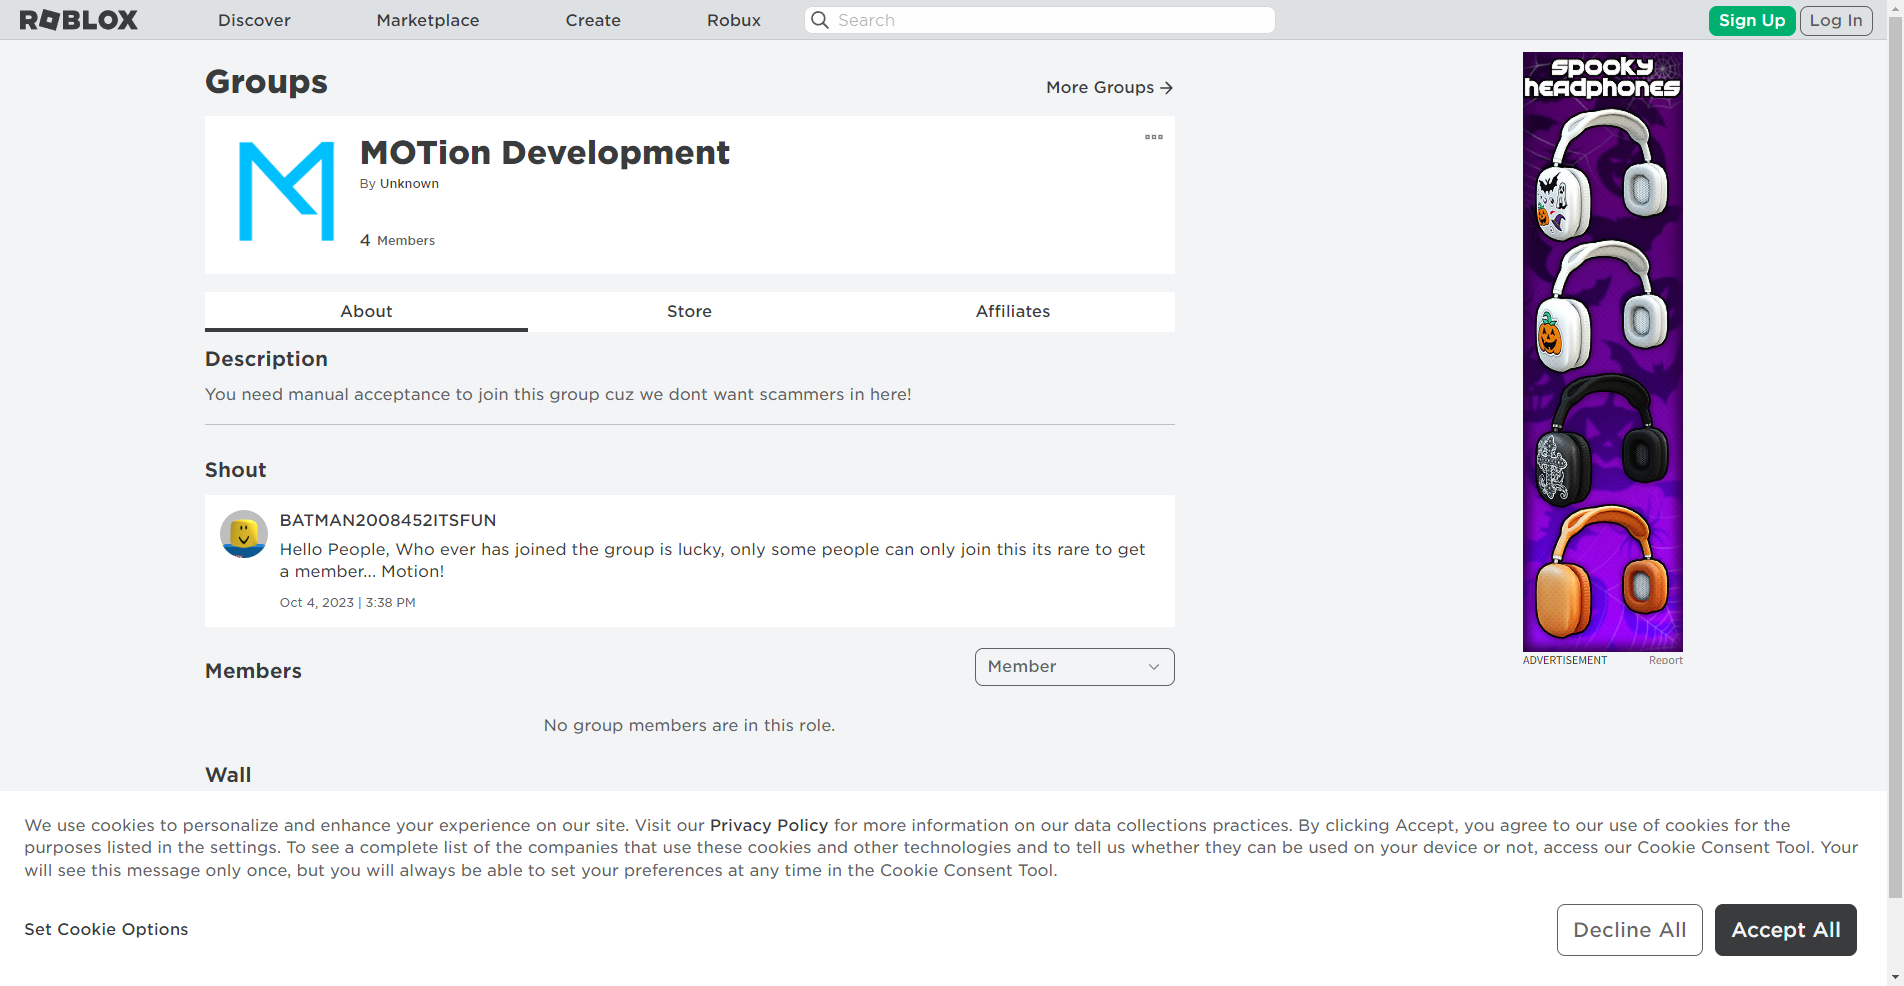 ROBLOX
Discover
Marketplace
Create
Robux
Search
Sign Up
Log In
Groups
More Groups
MOTion Development
By Unknown
4 Members
About
Store
Affiliates
Description
You need manual acceptance to join this group cuz we dont want scammers in here!
Shout
BATMAN2008452ITSFUN
Hello People, Who ever has joined the group is lucky, only some people can only join this its rare to get
a member... Motion!
Oct 4, 2023 | 3:38 PM
Members
Member
No group members are in this role.
Wall
spooky
headphones
ADVERTISEMENT
Report
We use cookies to personalize and enhance your experience on our site. Visit our Privacy Policy for more information on our data collections practices. By clicking Accept, you agree to our use of cookies for the
purposes listed in the settings. To see a complete list of the companies that use these cookies and other technologies and to tell us whether they can be used on your device or not, access our Cookie Consent Tool. Your
will see this message only once, but you will always be able to set your preferences at any time in the Cookie Consent Tool.
Set Cookie Options
Decline All
Accept All